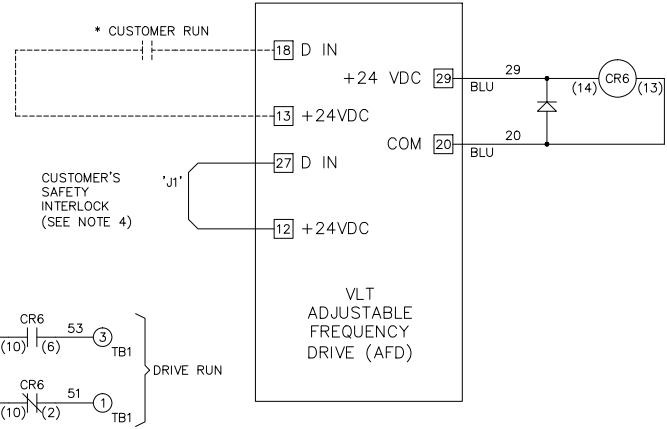 * CUSTOMER RUN
18 D IN
+24 VDC 29
BLU
29
CR6
(14)
(13)
13 +24VDC
COM 20
BLU
20
27 D IN
CUSTOMER'S
SAFETY
INTERLOCK
(SEE NOTE 4)
'J1'
12 +24VDC
VLT
ADJUSTABLE
FREQUENCY
DRIVE (AFD)
CR6
53
3
(10)
(6)
TB1
DRIVE RUN
CR6
51
1
(10)
(2)
TB1